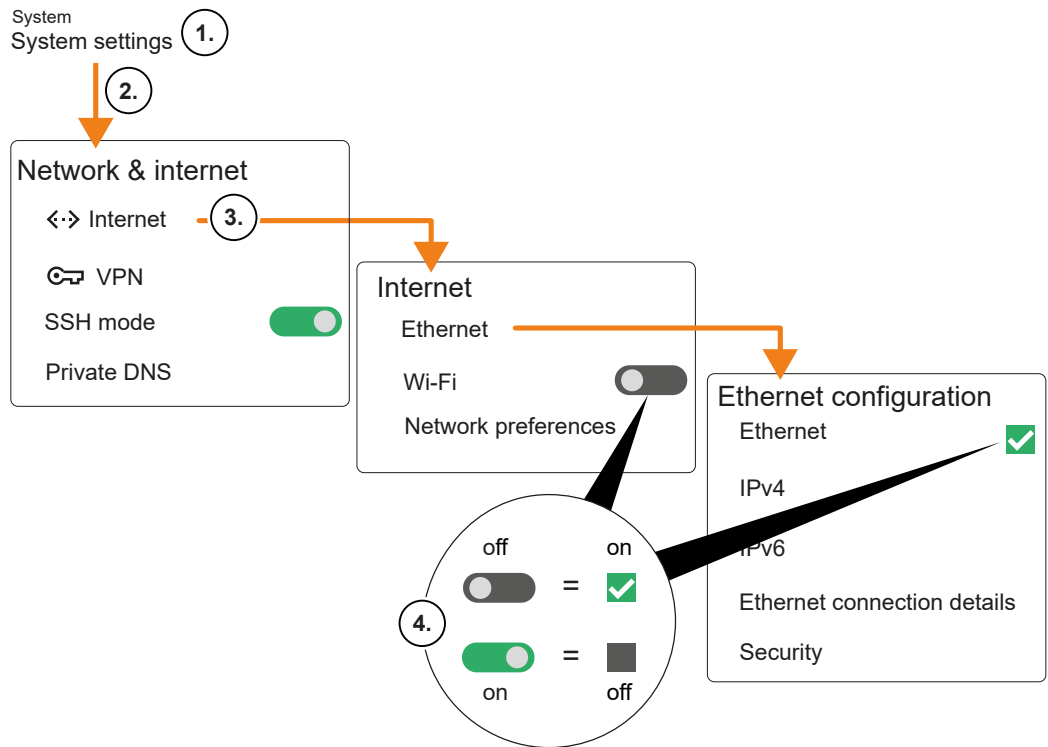 System
System settings
1.
2.
Network & internet
Internet
3.
VPN
SSH mode
Private DNS
Internet
Ethernet
Wi-Fi
Network preferences
Ethernet configuration
Ethernet
IPv4
IPv6
Ethernet connection details
Security
4.
off on
=
=
on off